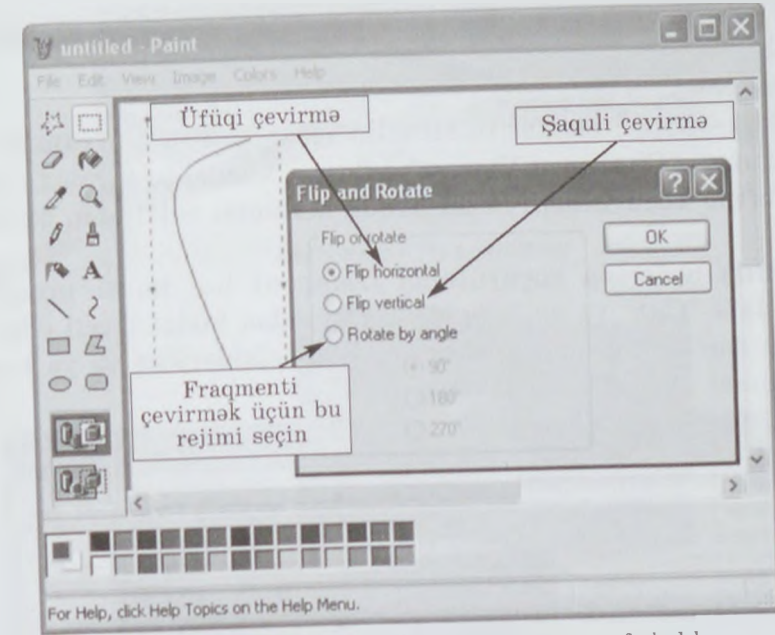 untitled - Paint
File Edit View Image Colors Help
Üfüqi çevirmə
Şaquli çevirmə
Flip and Rotate
Flip or rotate
OK
Flip horizontal
Cancel
Flip vertical
Rotate by angle
90°
180°
270°
Fraqmenti
çevirmək üçün bu
rejimi seçin
A
For Help, click Help Topics on the Help Menu.